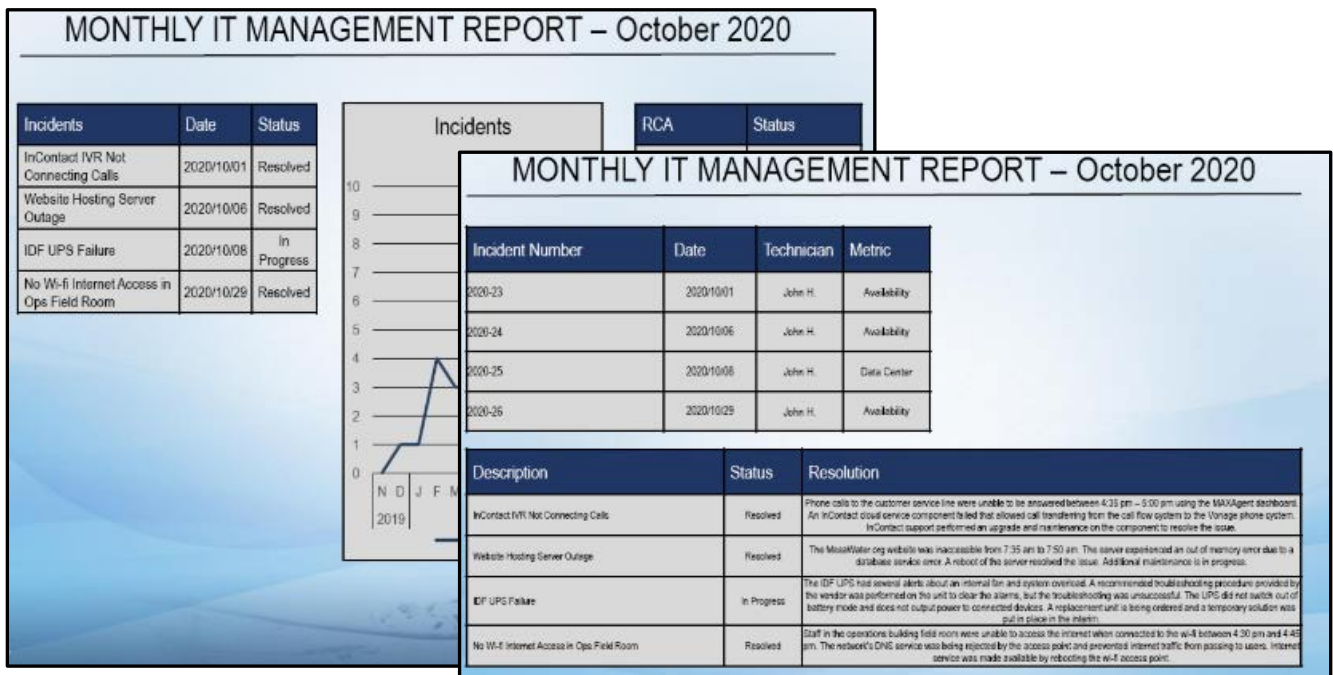 MONTHLY IT MANAGEMENT REPORT – October 2020
Incidents Date Status
InContact IVR Not
Connecting Calls
2020/10/01 Resolved
Website Hosting Server
Outage
2020/10/06 Resolved
IDF UPS Failure 2020/10/08 In
Progress
No Wi-fi Internet Access in
Ops Field Room
2020/10/29 Resolved
Incidents
10
9
8
7
6
5
4
3
2
1
0
N D J F M
2019
RCA Status
MONTHLY IT MANAGEMENT REPORT – October 2020
Incident Number Date Technician Metric
2020-23 2020/10/01 John H. Availability
2020-24 2020/10/06 John H. Availability
2020-25 2020/10/08 John H. Data Center
2020-26 2020/10/29 John H. Availability
Description Status Resolution
InContact IVR Not Connecting Calls Resolved
Phone calls to the customer service line were unable to be answered between 4:35 pm – 5:00 pm using the MAXAgent dashboard.
An InContact cloud service component failed that allowed call transferring from the call flow system to the Vonage phone system.
InContact support performed an upgrade and maintenance on the component to resolve the issue.
Website Hosting Server Outage Resolved
The MesaWater.org website was inaccessible from 7:35 am to 7:50 am. The server experienced an out of memory error due to a
database service error. A reboot of the server resolved the issue. Additional maintenance is in progress.
IDF UPS Failure In Progress
The IDF UPS had several alerts about an internal fan and system overload. A recommended troubleshooting procedure provided by
the vendor was performed on the unit to clear the alarms, but the troubleshooting was unsuccessful. The UPS did not switch out of
battery mode and does not output power to connected devices. A replacement unit is being ordered and a temporary solution was
put in place in the interim.
No Wi-fi Internet Access in Ops Field Room Resolved
Staff in the operations building field room were unable to access the internet when connected to the wi-fi between 4:30 pm and 4:45
pm. The network's DNS service was being rejected by the access point and prevented internet traffic from passing to users. Internet
service was made available by rebooting the wi-fi access point.